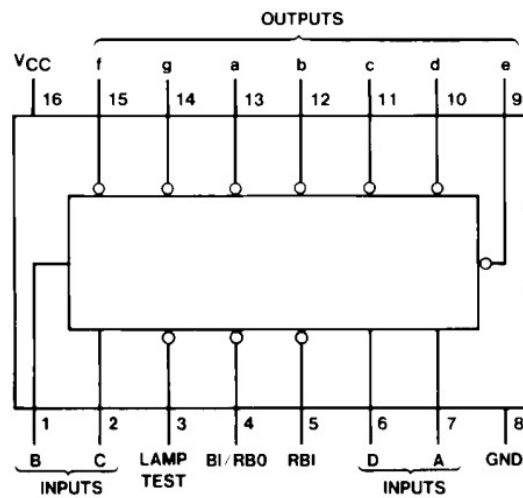 OUTPUTS
VCC f g a b c d e
16 15 14 13 12 11 10 9
1 2 3 4 5 6 7 8
B C LAMP TEST BI/RBO RBI D A GND
INPUTS INPUTS